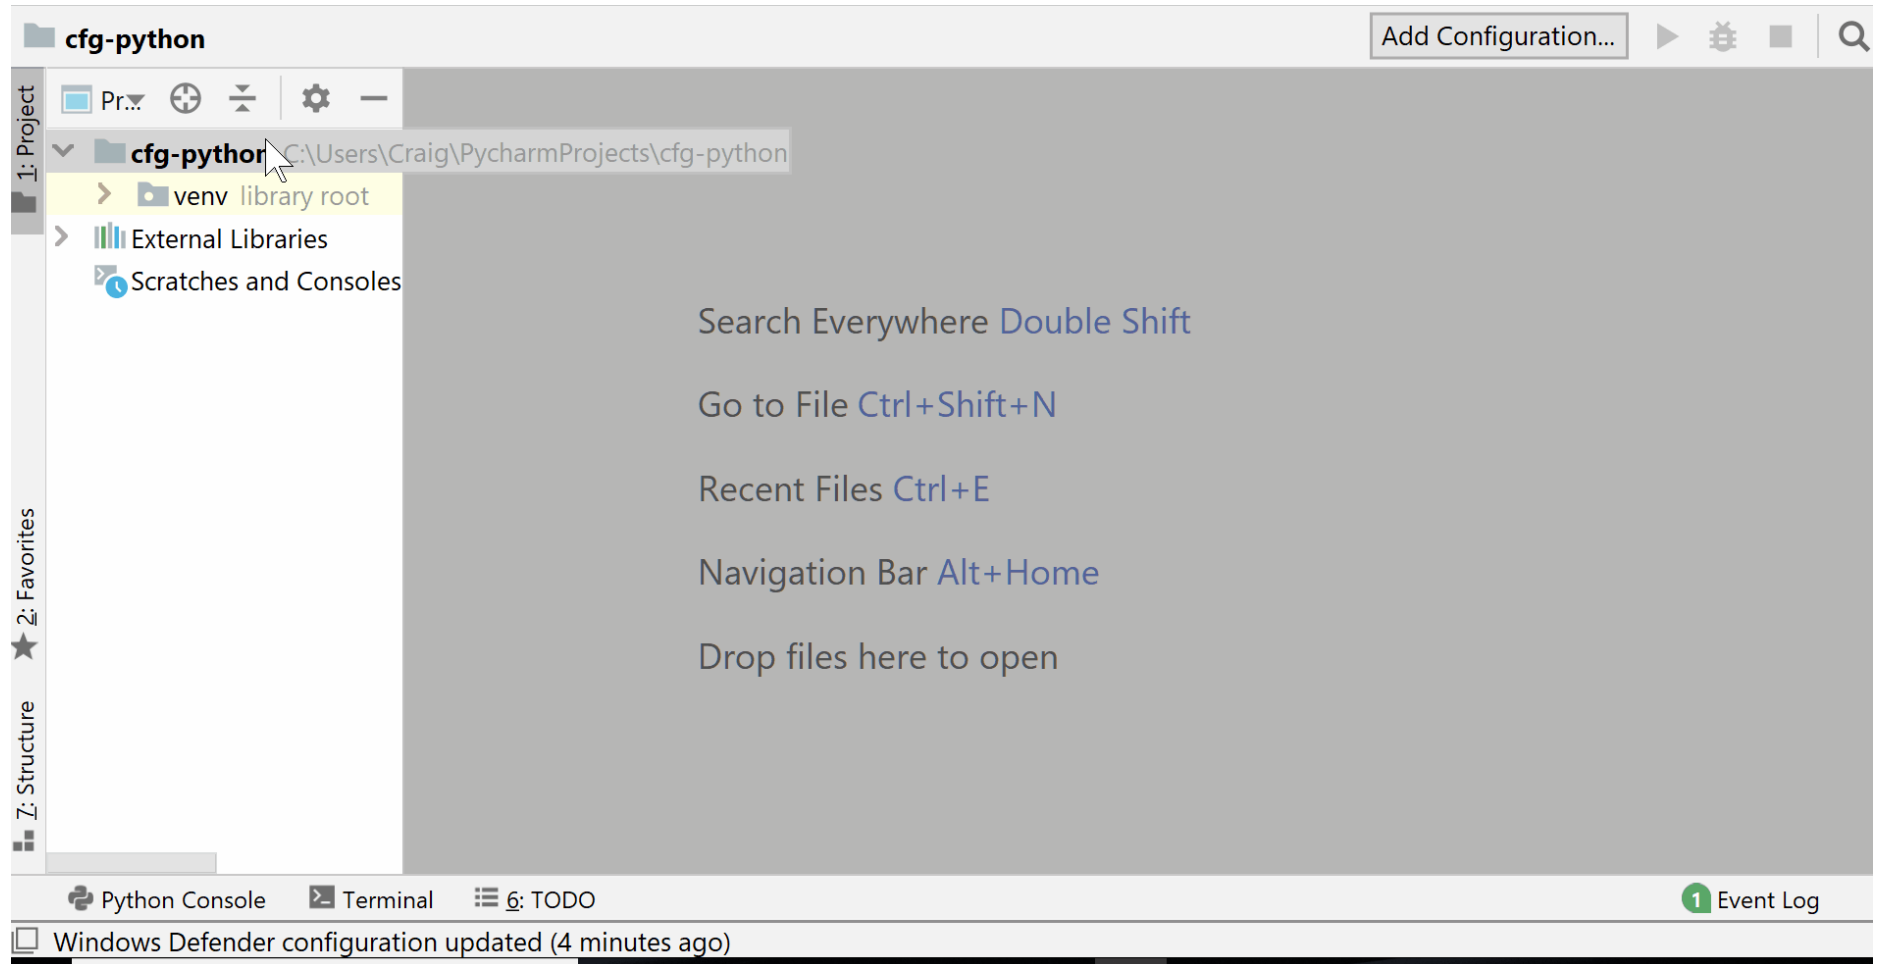 cfg-python
Add Configuration...
1: Project
Pr...
cfg-python C:\Users\Craig\PycharmProjects\cfg-python
venv library root
External Libraries
Scratches and Consoles
Search Everywhere Double Shift
Go to File Ctrl+Shift+N
Recent Files Ctrl+E
Navigation Bar Alt+Home
Drop files here to open
2: Favorites
7: Structure
Python Console
Terminal
6: TODO
1 Event Log
Windows Defender configuration updated (4 minutes ago)